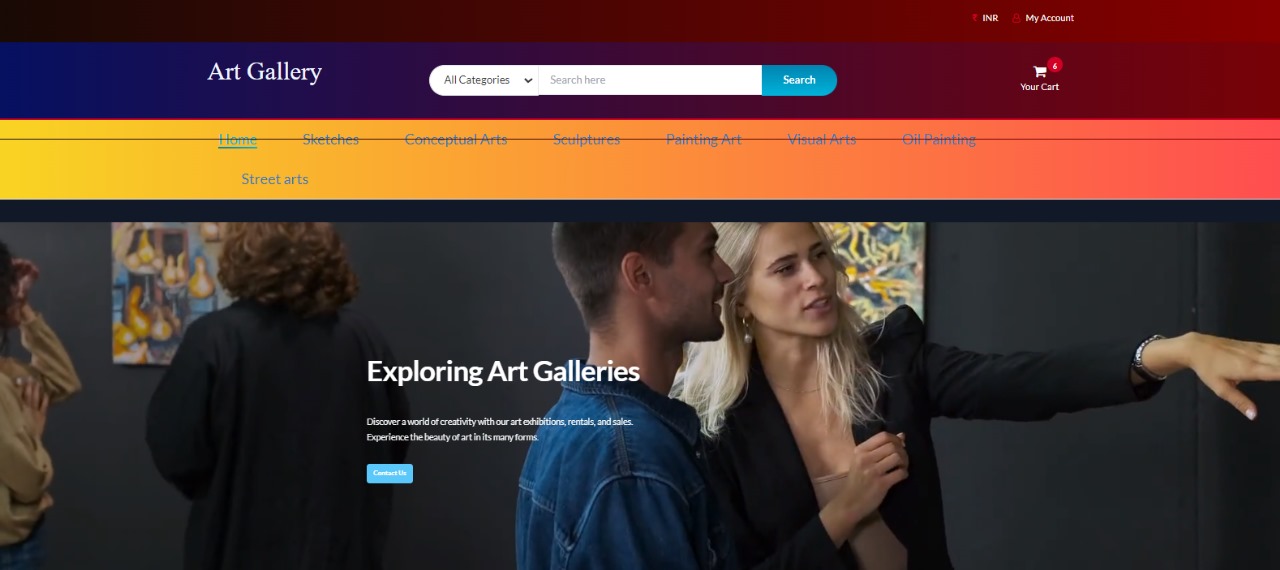 INR My Account
Art Gallery
All Categories Search here Search
6
Your Cart
Home Sketches Conceptual Arts Sculptures Painting Art Visual Arts Oil Painting
Street arts
Exploring Art Galleries
Discover a world of creativity with our art exhibitions, rentals, and sales.
Experience the beauty of art in its many forms.
Contact Us